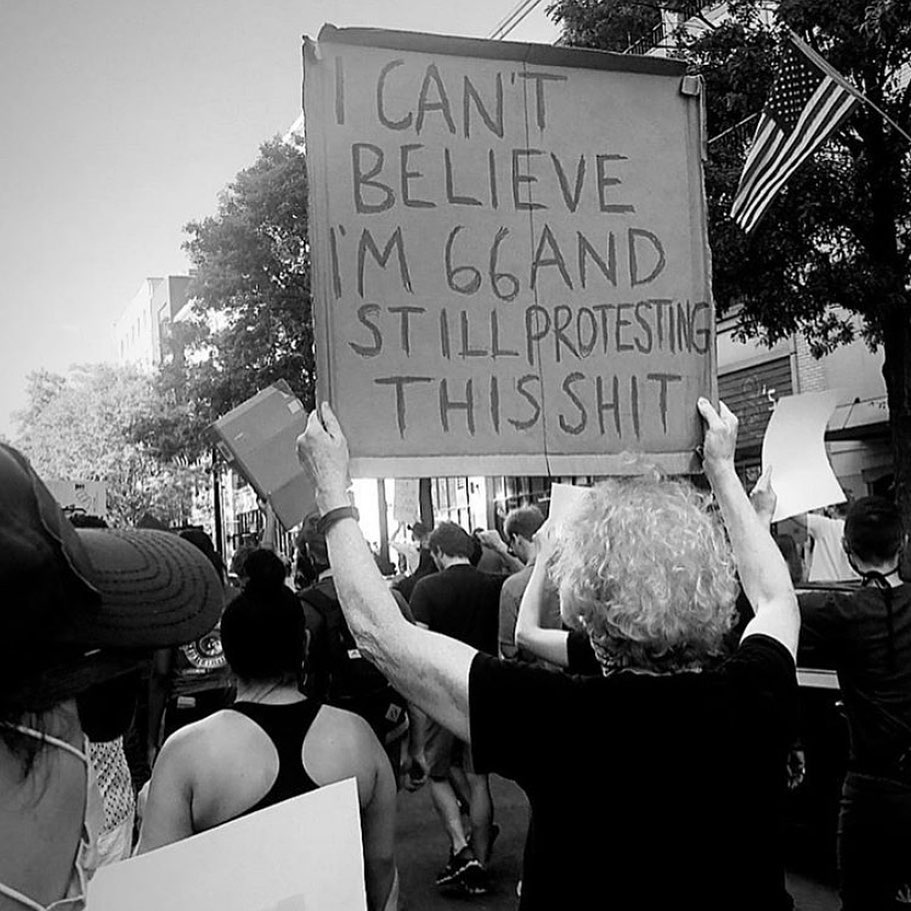 I CAN'T
BELIEVE
I'M 66 AND
STILL PROTESTING
THIS SHIT